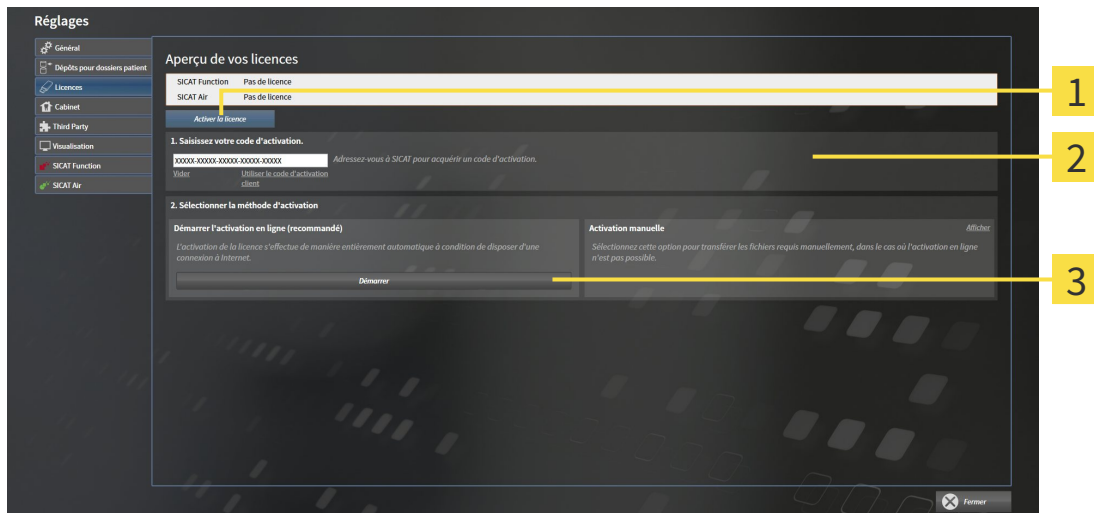 Réglages
Général
Dépôts pour dossiers patient
Licences
Cabinet
Third Party
Visualisation
SICAT Function
SICAT Air
Aperçu de vos licences
SICAT Function Pas de licence
SICAT Air Pas de licence
Activer la licence
1. Saisissez votre code d'activation.
XXXXX-XXXXX-XXXXX-XXXXX-XXXXX
Adressez-vous à SICAT pour acquérir un code d'activation.
Vider
Utiliser le code d'activation
client
2. Sélectionner la méthode d'activation
Démarrer l'activation en ligne (recommandé)
L'activation de la licence s'effectue de manière entièrement automatique à condition de disposer d'une
connexion à Internet.
Démarrer
Activation manuelle
Afficher
Sélectionnez cette option pour transférer les fichiers requis manuellement, dans le cas où l'activation en ligne
n'est pas possible.
Fermer
1
2
3